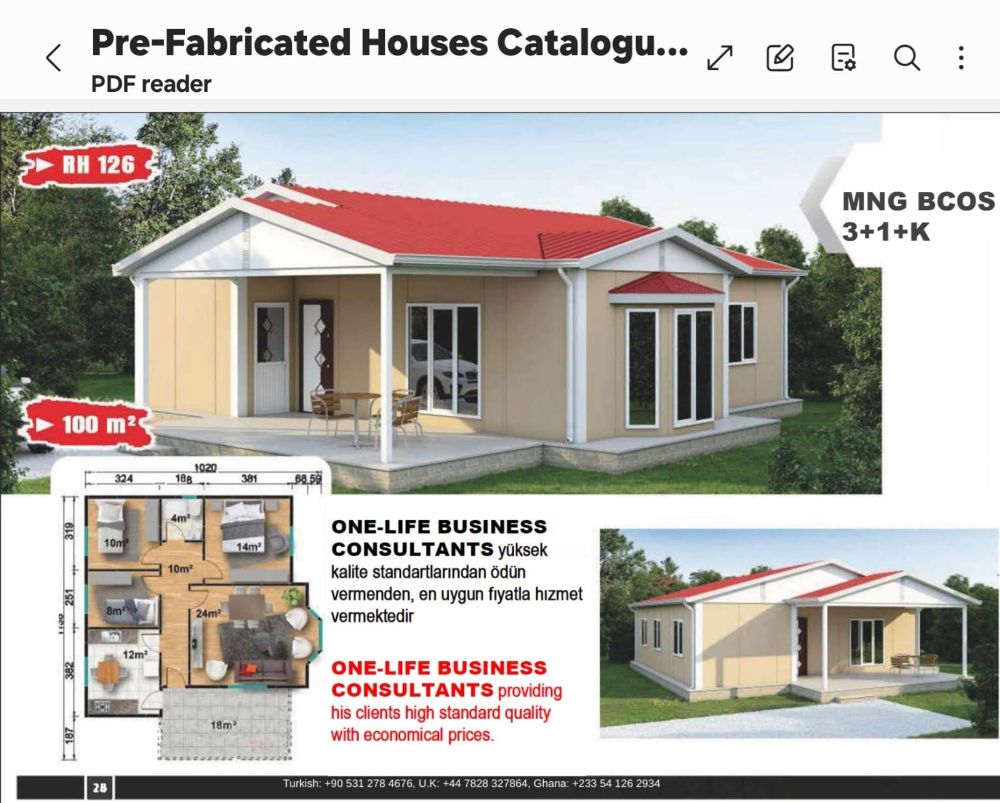 Pre-Fabricated Houses Catalogu...
PDF reader
RH 126
MNG BCOS
3+1+K
100 m²
1020
324 168 381 68.59
319
251
382
187
10m²
4m²
14m²
10m²
8m²
24m²
12m²
18m²
ONE-LIFE BUSINESS
CONSULTANTS yüksek
kalite standartlarından ödün
vermenden, en uygun fıyatla hızmet
vermektedir
ONE-LIFE BUSINESS
CONSULTANTS providing
his clients high standard quality
with economical prices.
28
Turkish: +90 531 278 4676, U.K: +44 7828 327864, Ghana: +233 54 126 2934